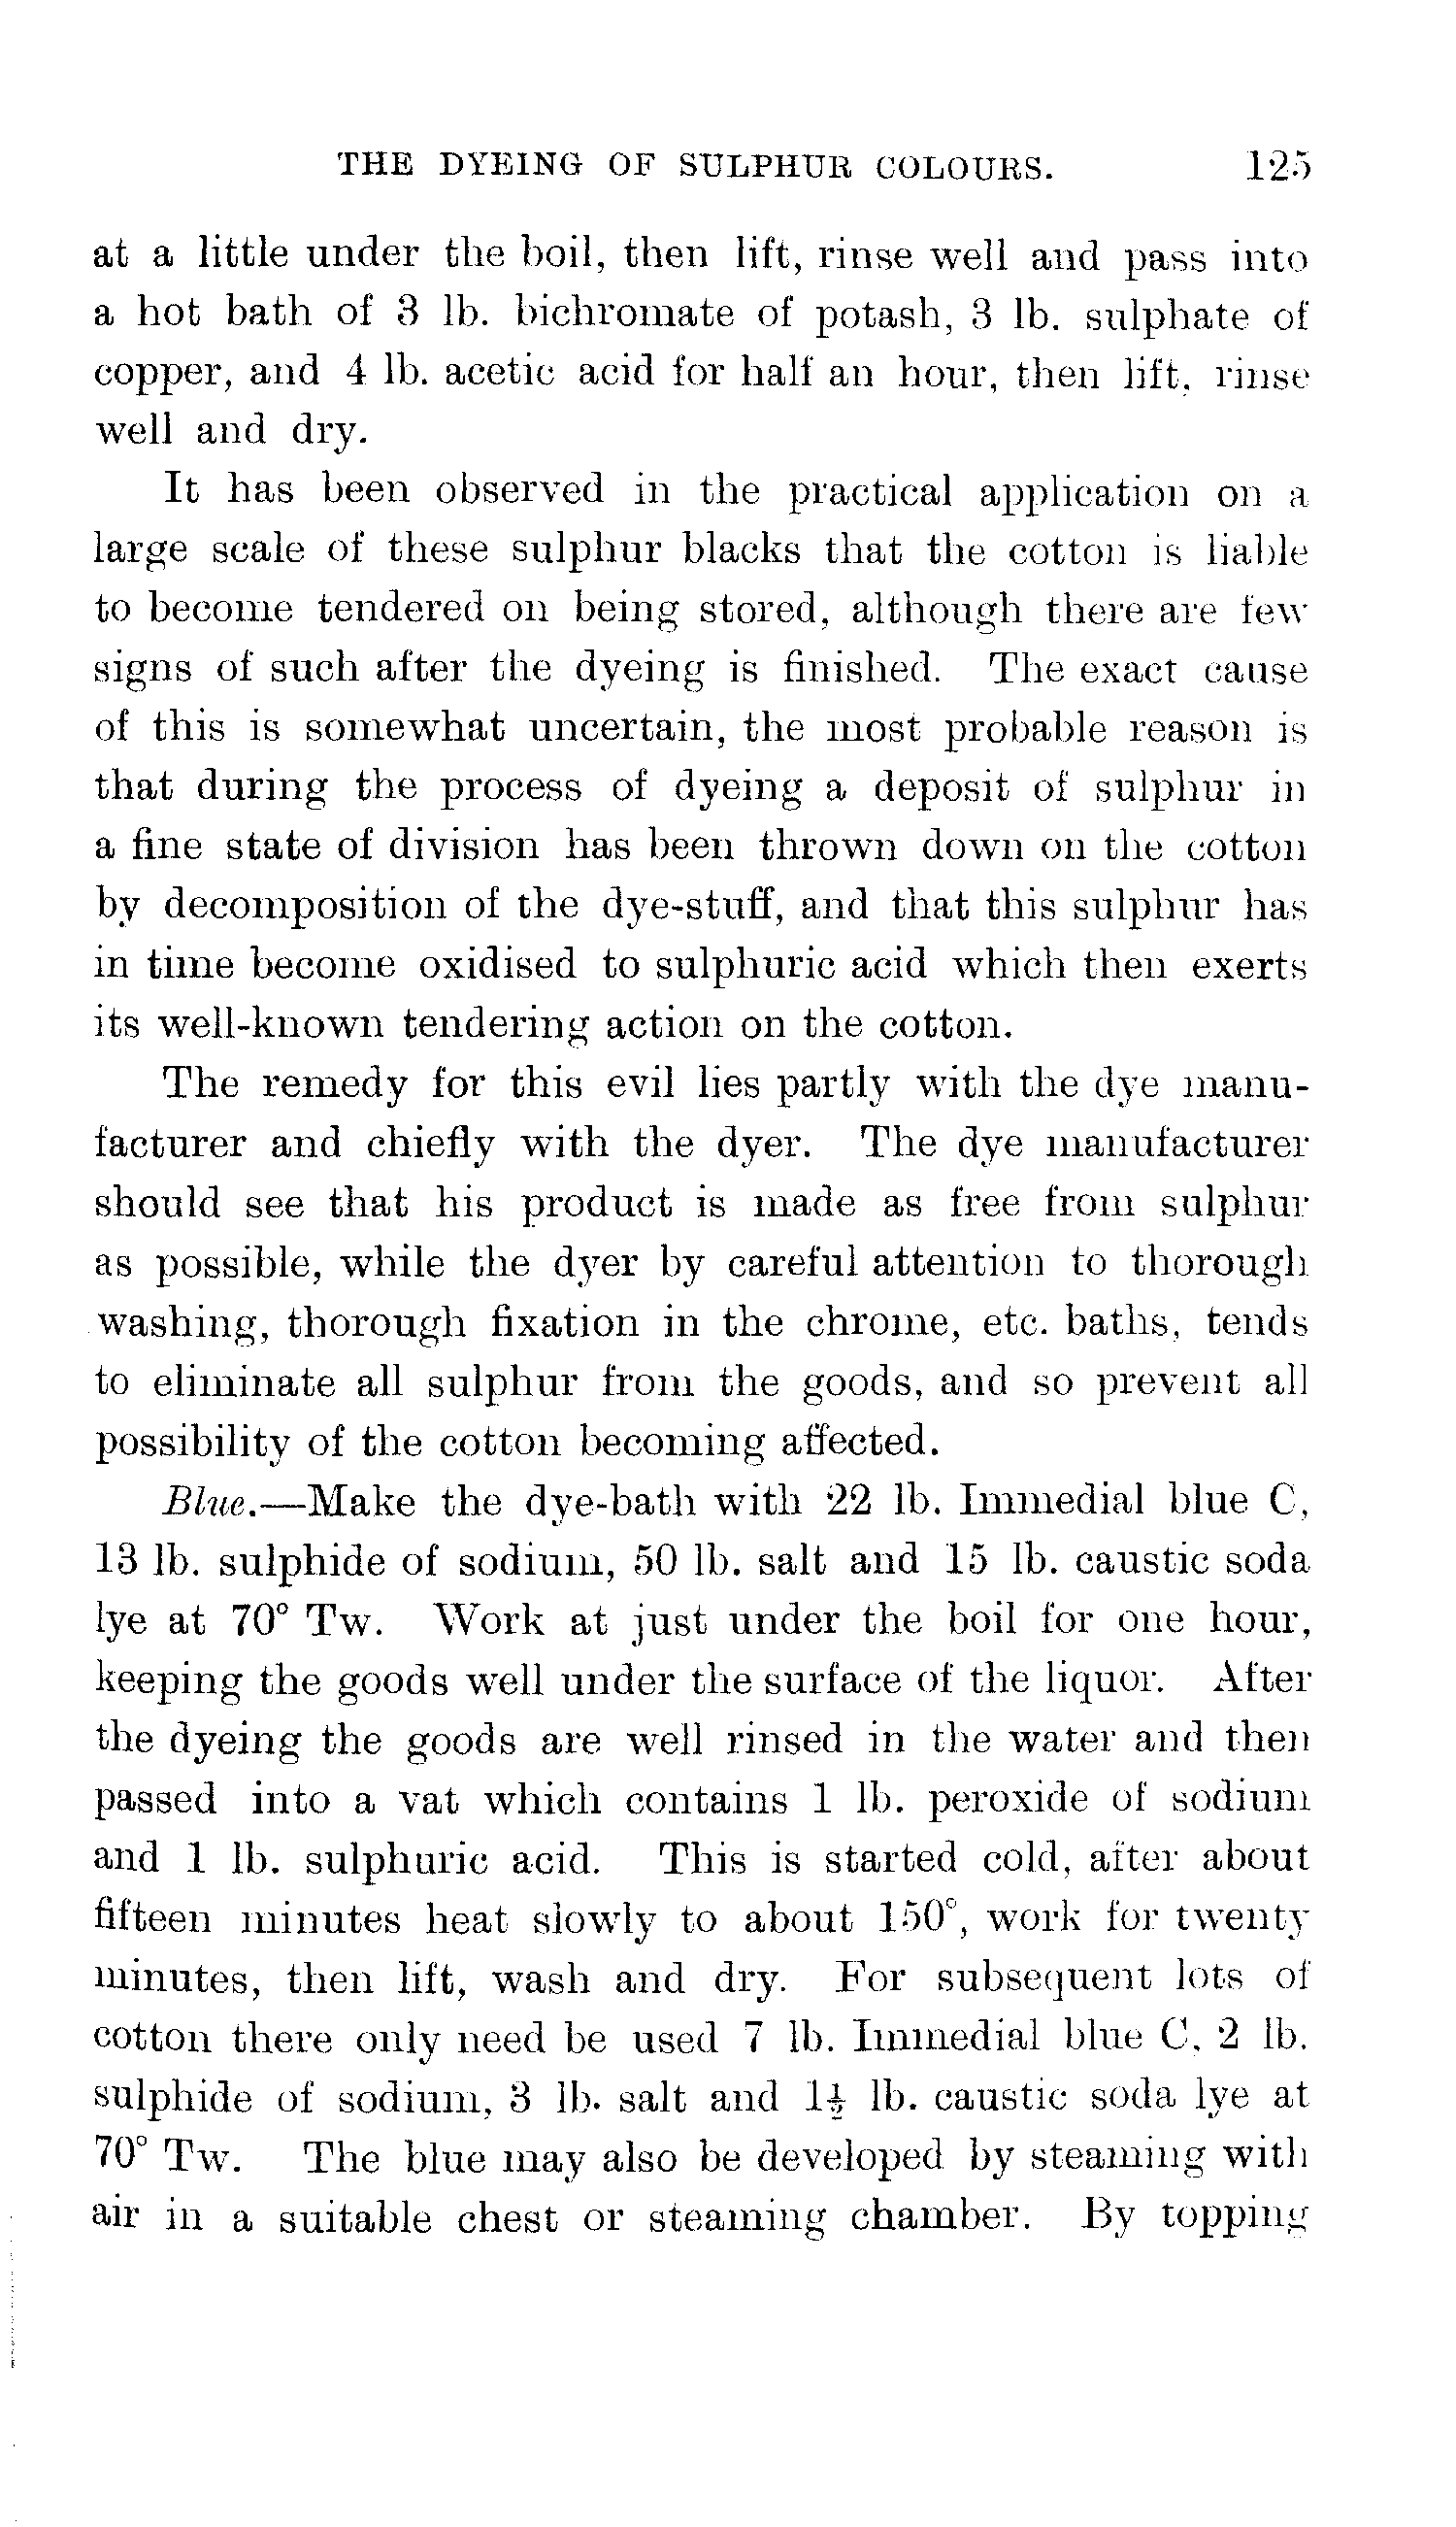 THE DYEING OF SULPHUR COLOURS. 125
at a little under the boil, then lift, rinse well and pass into
a hot bath of 3 lb. bichromate of potash, 3 lb. sulphate of
copper, and 4 lb. acetic acid for half an hour, then lift, rinse
well and dry.
It has been observed in the practical application on a
large scale of these sulphur blacks that the cotton is liable
to become tendered on being stored, although there are few
signs of such after the dyeing is finished. The exact cause
of this is somewhat uncertain, the most probable reason is
that during the process of dyeing a deposit of sulphur in
a fine state of division has been thrown down on the cotton
by decomposition of the dye-stuff, and that this sulphur has
in time become oxidised to sulphuric acid which then exerts
its well-known tendering action on the cotton.
The remedy for this evil lies partly with the dye manu-
facturer and chiefly with the dyer. The dye manufacturer
should see that his product is made as free from sulphur
as possible, while the dyer by careful attention to thorough
washing, thorough fixation in the chrome, etc. baths, tends
to eliminate all sulphur from the goods, and so prevent all
possibility of the cotton becoming affected.
Blue.—Make the dye-bath with 22 lb. Immedial blue C,
13 lb. sulphide of sodium, 50 lb. salt and 15 lb. caustic soda
lye at 70° Tw. Work at just under the boil for one hour,
keeping the goods well under the surface of the liquor. After
the dyeing the goods are well rinsed in the water and then
passed into a vat which contains 1 lb. peroxide of sodium
and 1 lb. sulphuric acid. This is started cold, after about
fifteen minutes heat slowly to about 150°, work for twenty
minutes, then lift, wash and dry. For subsequent lots of
cotton there only need be used 7 lb. Immedial blue C, 2 lb.
sulphide of sodium, 3 lb. salt and 1½ lb. caustic soda lye at
70° Tw. The blue may also be developed by steaming with
air in a suitable chest or steaming chamber. By topping